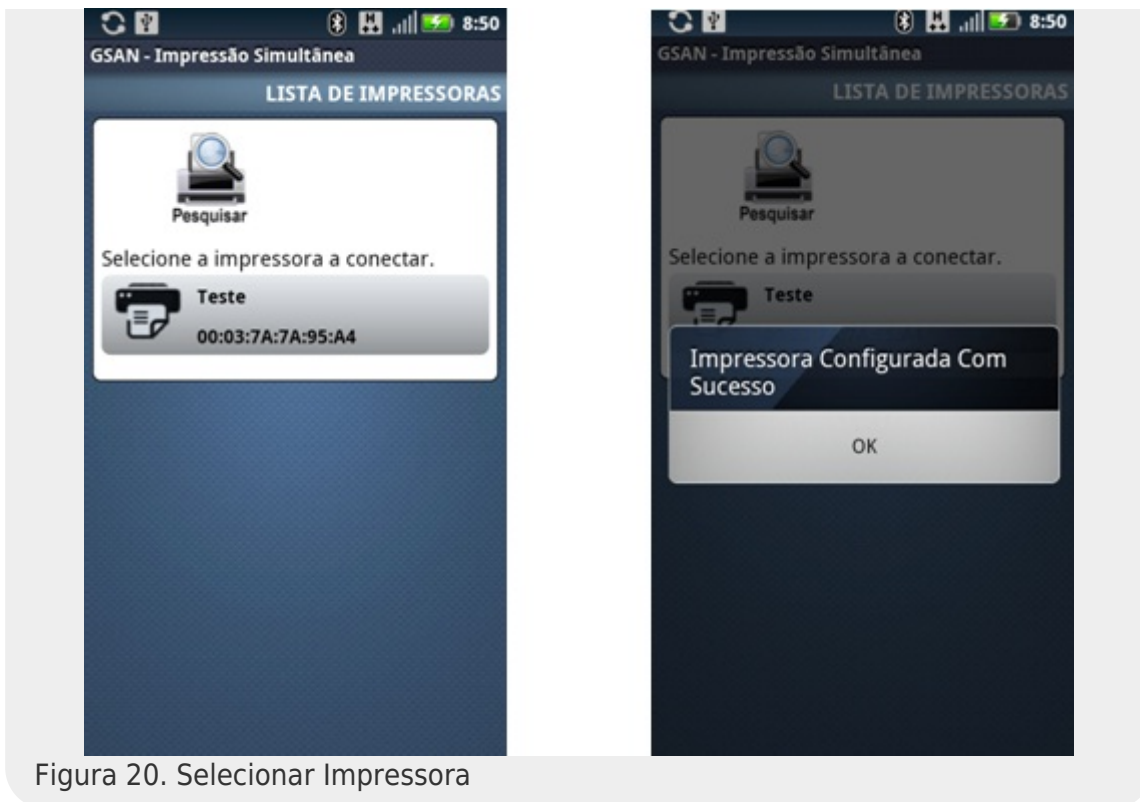 8:50
GSAN - Impressão Simultânea
LISTA DE IMPRESSORAS
Pesquisar
Selecione a impressora a conectar.
Teste
00:03:7A:7A:95:A4
8:50
GSAN - Impressão Simultânea
LISTA DE IMPRESSORAS
Pesquisar
Selecione a impressora a conectar.
Teste
Impressora Configurada Com
Sucesso
OK
Figura 20. Selecionar Impressora